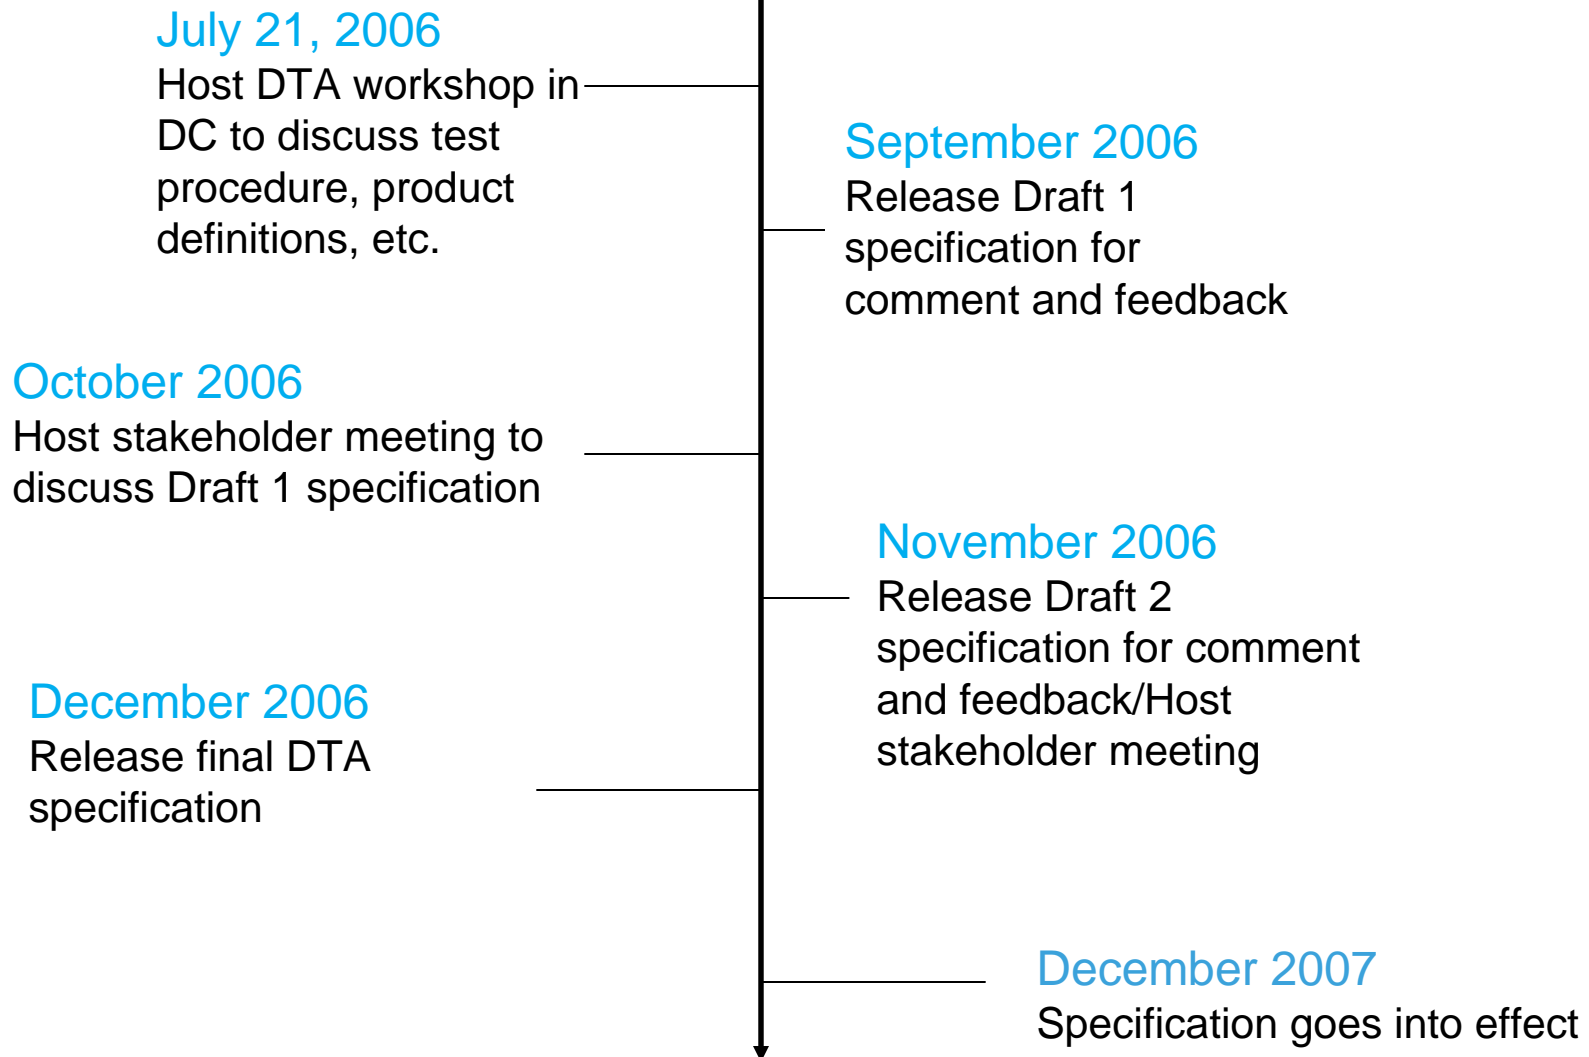 July 21, 2006
Host DTA workshop in
DC to discuss test
procedure, product
definitions, etc.
September 2006
Release Draft 1
specification for
comment and feedback
October 2006
Host stakeholder meeting to
discuss Draft 1 specification
November 2006
Release Draft 2
specification for comment
and feedback/Host
stakeholder meeting
December 2006
Release final DTA
specification
December 2007
Specification goes into effect